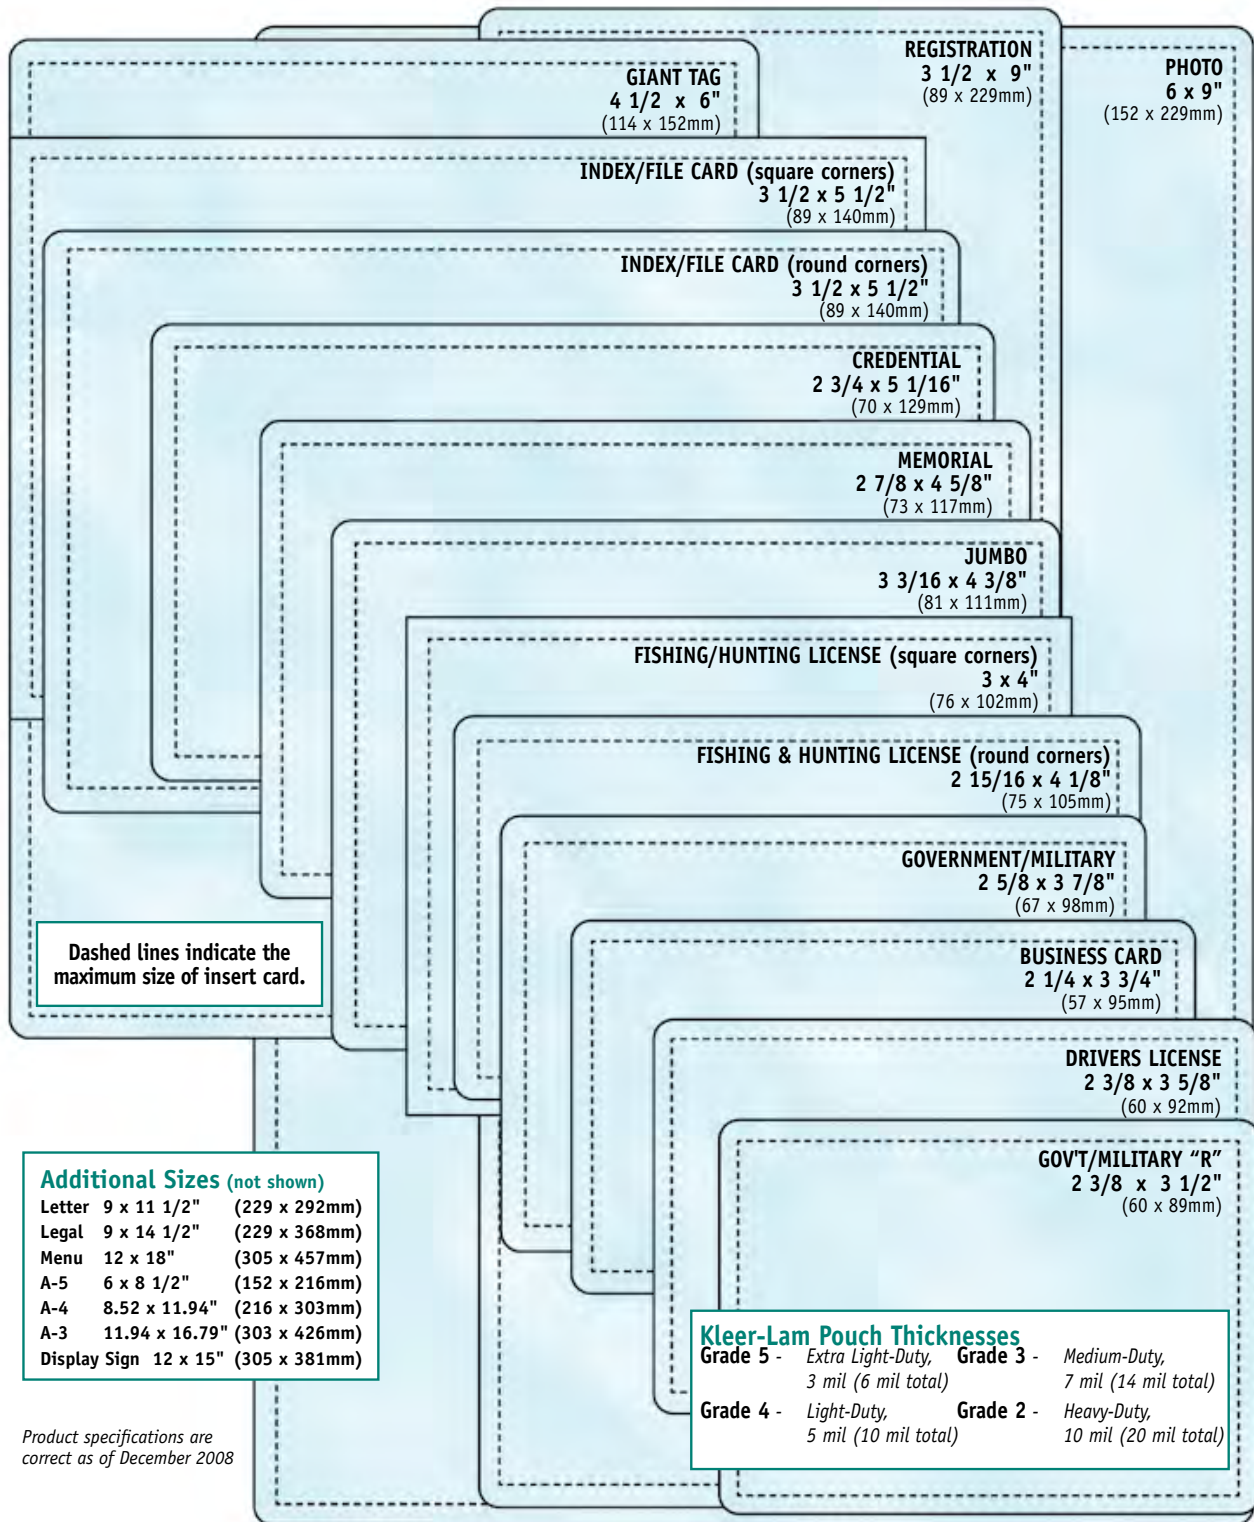 REGISTRATION
3 1/2 x 9"
(89 x 229mm)
PHOTO
6 x 9"
(152 x 229mm)
GIANT TAG
4 1/2 x 6"
(114 x 152mm)
INDEX/FILE CARD (square corners)
3 1/2 x 5 1/2"
(89 x 140mm)
INDEX/FILE CARD (round corners)
3 1/2 x 5 1/2"
(89 x 140mm)
CREDENTIAL
2 3/4 x 5 1/16"
(70 x 129mm)
MEMORIAL
2 7/8 x 4 5/8"
(73 x 117mm)
JUMBO
3 3/16 x 4 3/8"
(81 x 111mm)
FISHING/HUNTING LICENSE (square corners)
3 x 4"
(76 x 102mm)
FISHING & HUNTING LICENSE (round corners)
2 15/16 x 4 1/8"
(75 x 105mm)
GOVERNMENT/MILITARY
2 5/8 x 3 7/8"
(67 x 98mm)
BUSINESS CARD
2 1/4 x 3 3/4"
(57 x 95mm)
DRIVERS LICENSE
2 3/8 x 3 5/8"
(60 x 92mm)
GOV'T/MILITARY “R”
2 3/8 x 3 1/2"
(60 x 89mm)
Dashed lines indicate the
maximum size of insert card.
Additional Sizes (not shown)
Letter 9 x 11 1/2" (229 x 292mm)
Legal 9 x 14 1/2" (229 x 368mm)
Menu 12 x 18" (305 x 457mm)
A-5 6 x 8 1/2" (152 x 216mm)
A-4 8.52 x 11.94" (216 x 303mm)
A-3 11.94 x 16.79" (303 x 426mm)
Display Sign 12 x 15" (305 x 381mm)
Kleer-Lam Pouch Thicknesses
Grade 5 - Extra Light-Duty, Grade 3 - Medium-Duty,
3 mil (6 mil total) 7 mil (14 mil total)
Grade 4 - Light-Duty, Grade 2 - Heavy-Duty,
5 mil (10 mil total) 10 mil (20 mil total)
Product specifications are
correct as of December 2008